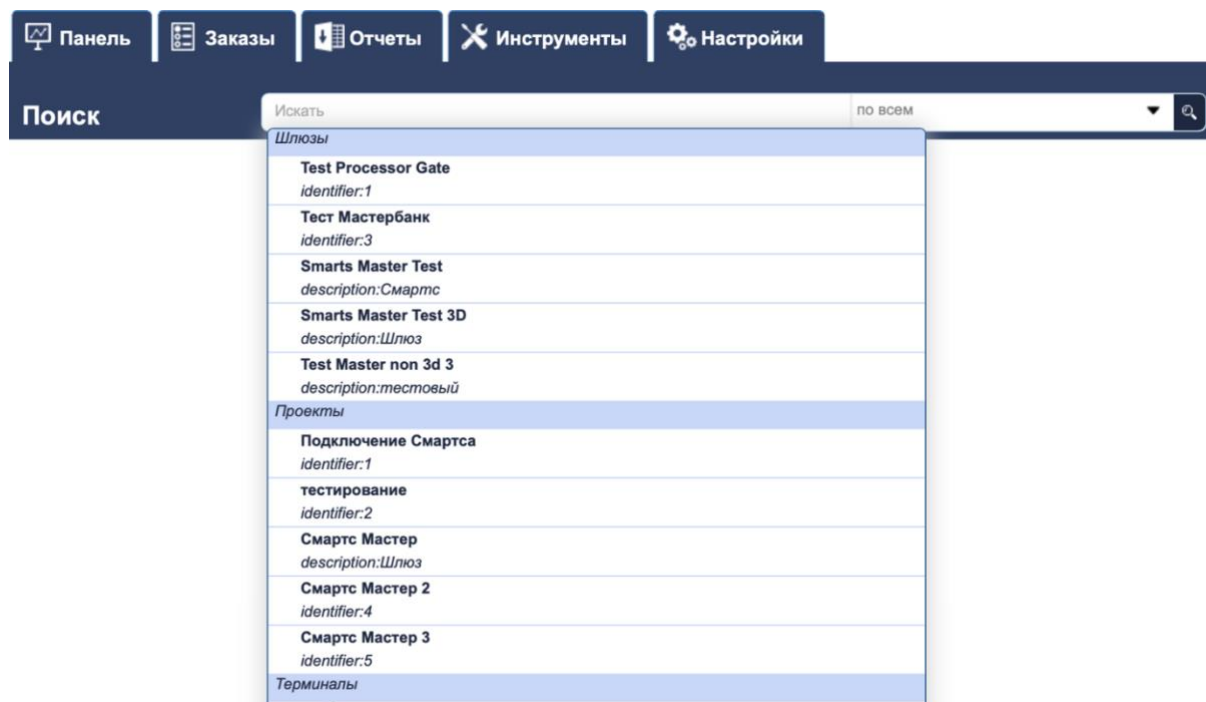 Панель Заказы Отчеты Инструменты Настройки
Поиск Искать по всем
Шлюзы
Test Processor Gate
identifier:1
Тест Мастербанк
identifier:3
Smarts Master Test
description:Смартс
Smarts Master Test 3D
description:Шлюз
Test Master non 3d 3
description:тестовый
Проекты
Подключение Смартса
identifier:1
тестирование
identifier:2
Смартс Мастер
description:Шлюз
Смартс Мастер 2
identifier:4
Смартс Мастер 3
identifier:5
Терминалы